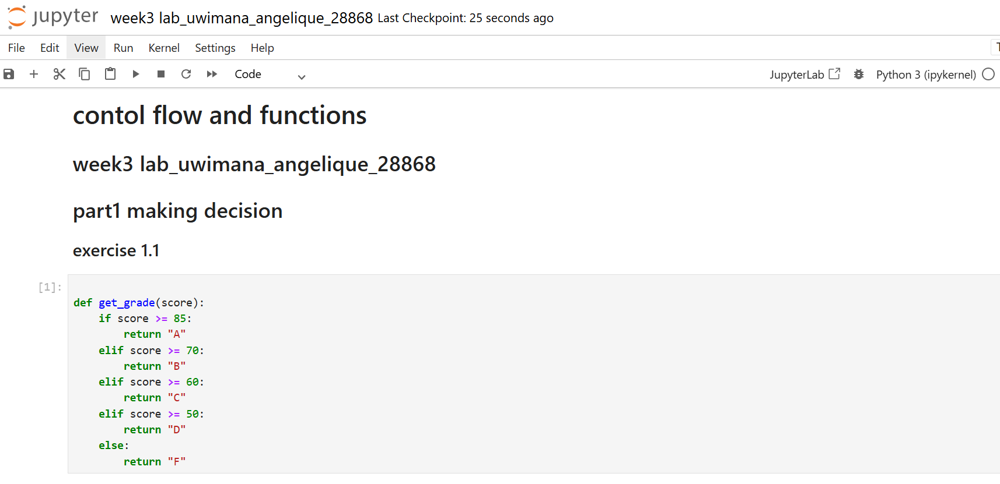 jupyter week3 lab_uwimana_angelique_28868 Last Checkpoint: 25 seconds ago
File Edit View Run Kernel Settings Help
Code JupyterLab Python 3 (ipykernel)
contol flow and functions
week3 lab_uwimana_angelique_28868
part1 making decision
exercise 1.1
[1]:
def get_grade(score):
    if score >= 85:
        return "A"
    elif score >= 70:
        return "B"
    elif score >= 60:
        return "C"
    elif score >= 50:
        return "D"
    else:
        return "F"